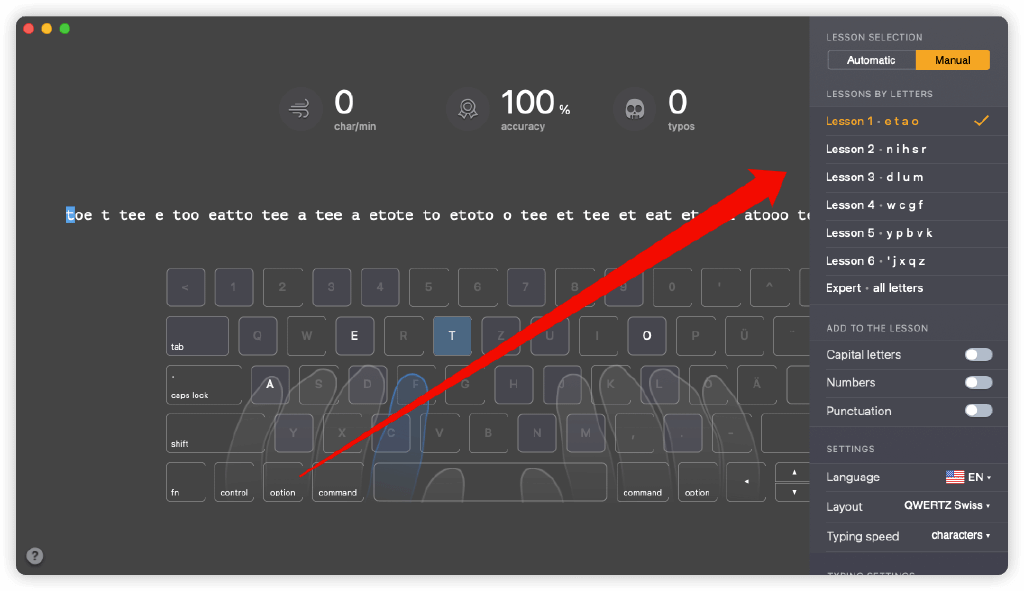 LESSON SELECTION
Automatic Manual
LESSONS BY LETTERS
Lesson 1 - e t a o
Lesson 2 - n i h s r
Lesson 3 - d l u m
Lesson 4 - w c g f
Lesson 5 - y p b v k
Lesson 6 - ' j x q z
Expert - all letters
ADD TO THE LESSON
Capital letters
Numbers
Punctuation
SETTINGS
Language EN
Layout QWERTZ Swiss
Typing speed characters
TYPING SETTINGS
0 100 % 0
char/min accuracy typos
toe t tee e too eatto tee a tee a etote to etoto o tee et tee et eat atooo
< 1 2 3 4 5 6 7 8 9 0 ' ^
tab Q W E R T Z U I O P Ü
caps lock A S D F G H J K L Ö Ä
shift Y X C V B N M , . -
fn control option command command option
?